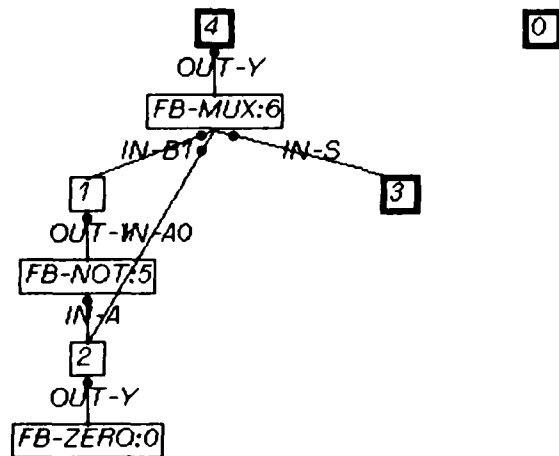 4
0
OUT-Y
FB-MUX:6
IN-B1
IN-S
1
3
OUT-Y
IN-A0
FB-NOT:5
IN-A
2
OUT-Y
FB-ZERO:0